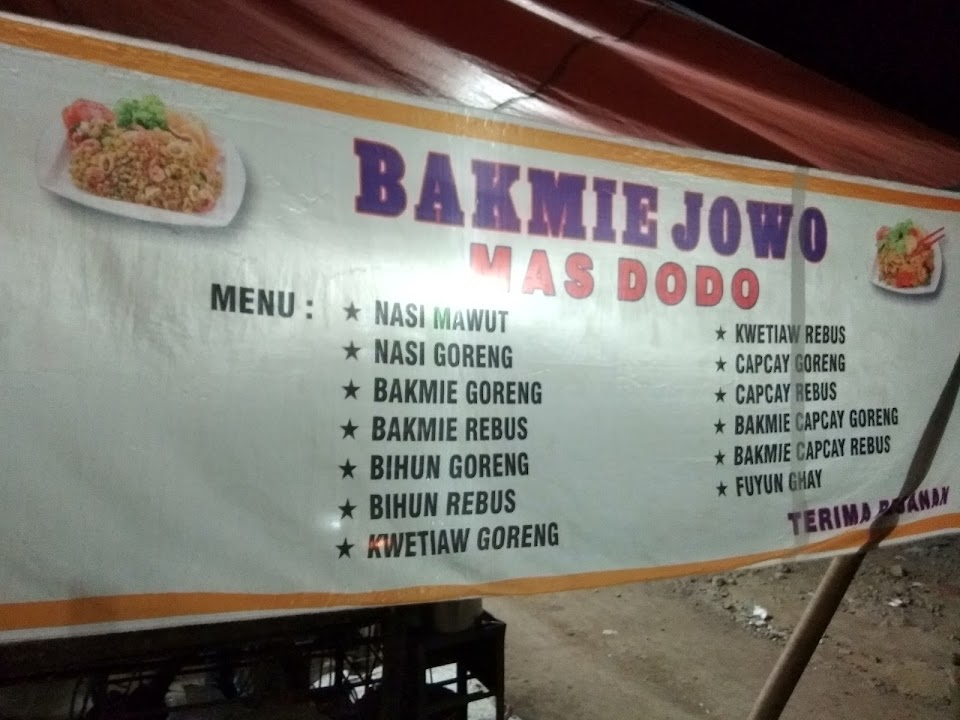 BAKMIE JOWO
MAS DODO
MENU :
★ NASI MAWUT
★ NASI GORENG
★ BAKMIE GORENG
★ BAKMIE REBUS
★ BIHUN GORENG
★ BIHUN REBUS
★ KWETIAW GORENG
★ KWETIAW REBUS
★ CAPCAY GORENG
★ CAPCAY REBUS
★ BAKMIE CAPCAY GORENG
★ BAKMIE CAPCAY REBUS
★ FUYUN GHAY
TERIMA PESANAN